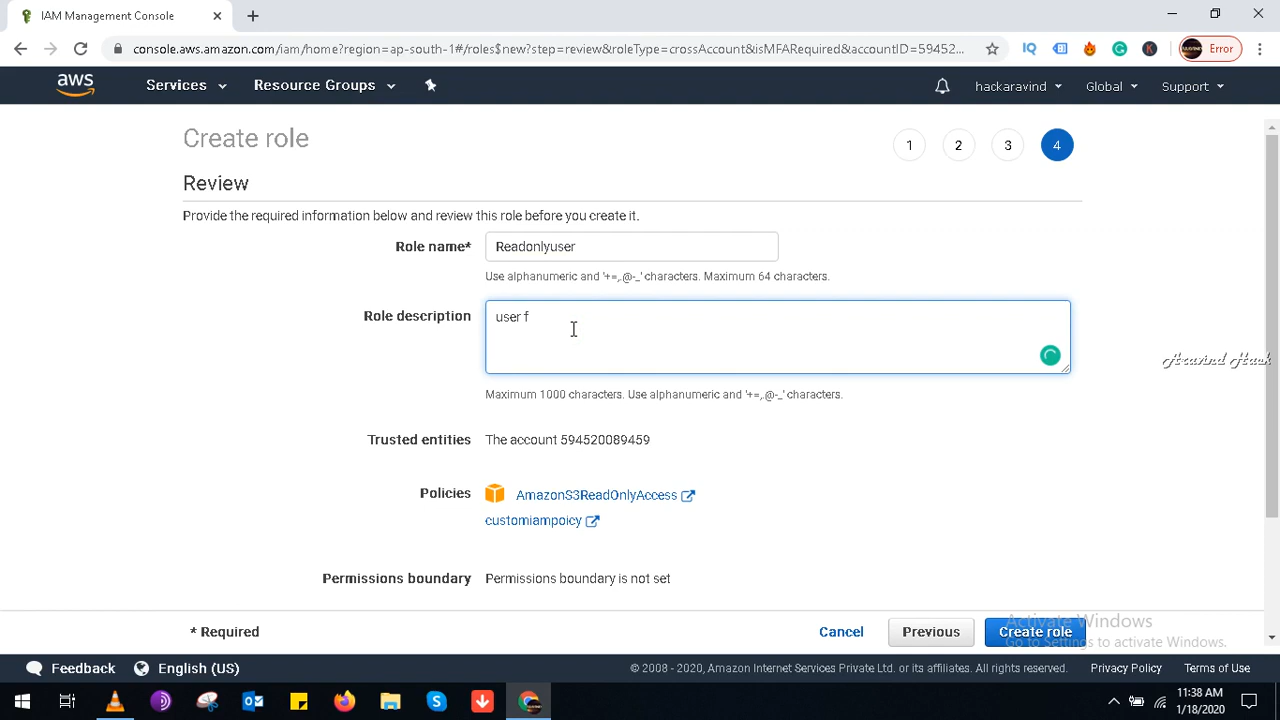 IAM Management Console
console.aws.amazon.com/iam/home?region=ap-south-1#/roles$new?step=review&roleType=crossAccount&isMFARequired&accountID=59452...
IQ
K
Error
aws
Services
Resource Groups
hackaravind
Global
Support
Create role
1 2 3 4
Review
Provide the required information below and review this role before you create it.
Role name* Readonlyuser
Use alphanumeric and '+=,.@-_' characters. Maximum 64 characters.
Role description user f
Aravind Hack
Maximum 1000 characters. Use alphanumeric and '+=,.@-_' characters.
Trusted entities The account 594520089459
Policies AmazonS3ReadOnlyAccess
customiampoicy
Permissions boundary Permissions boundary is not set
* Required Cancel Previous Create role
Activate Windows
Go to Settings to activate Windows.
Feedback English (US) © 2008 - 2020, Amazon Internet Services Private Ltd. or its affiliates. All rights reserved. Privacy Policy Terms of Use
11:38 AM
1/18/2020